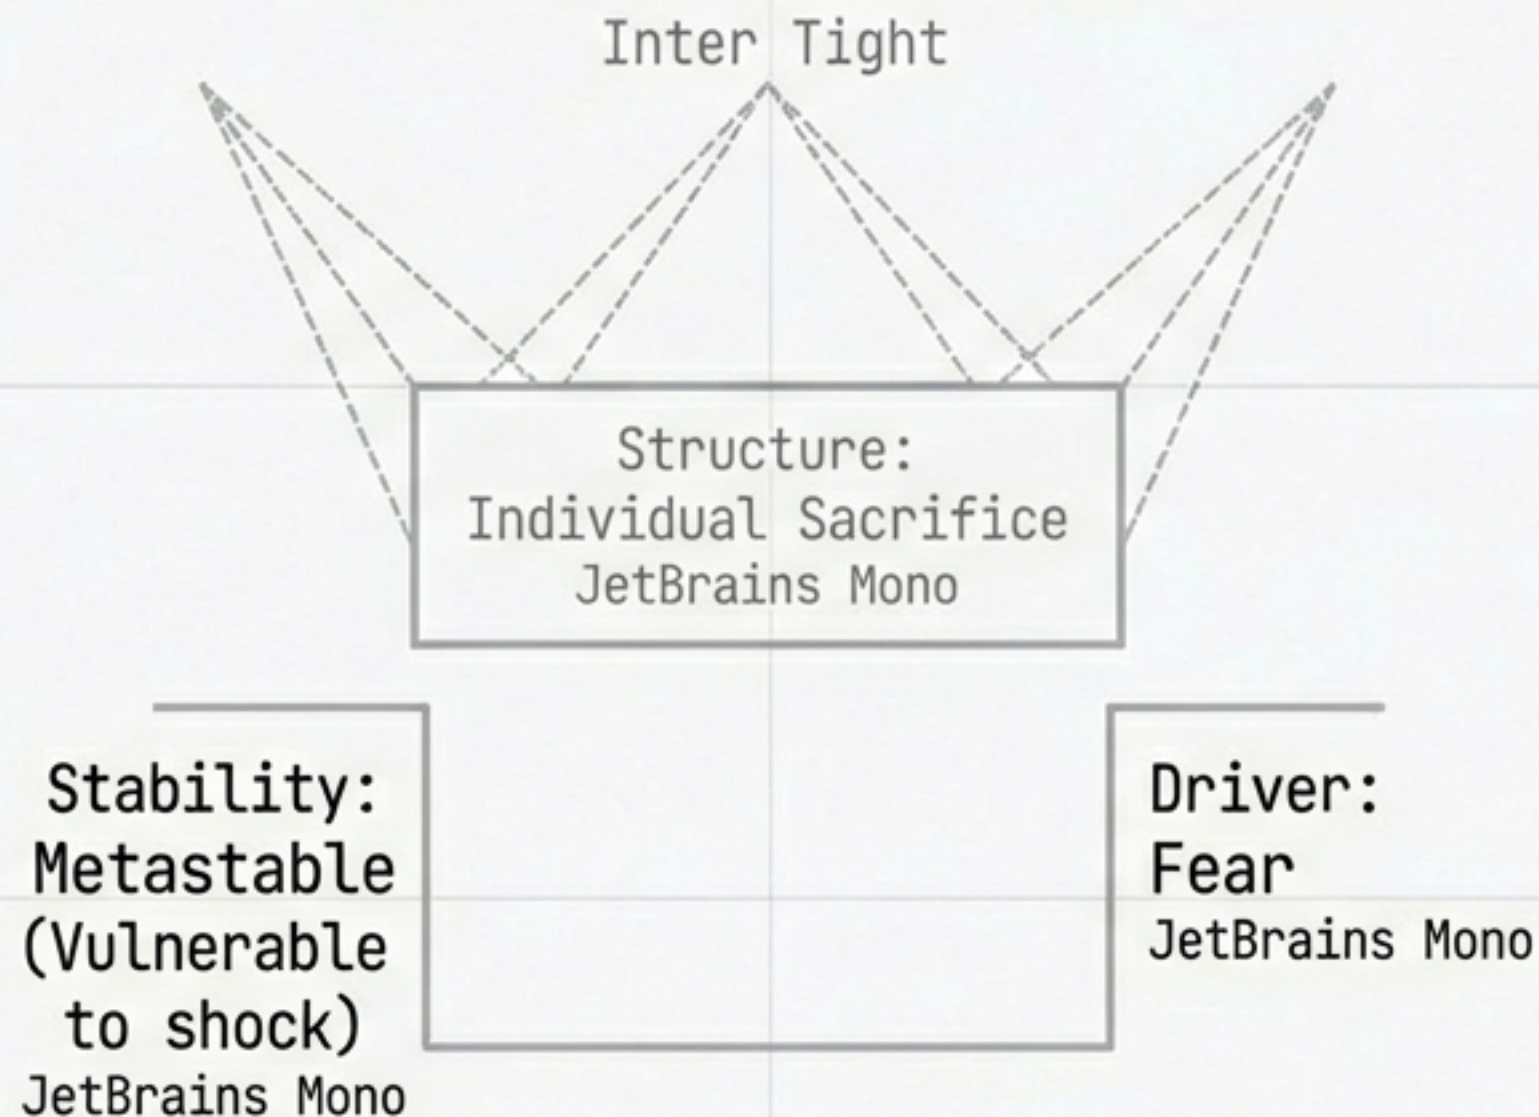 Inter Tight
Structure:
Individual Sacrifice
JetBrains Mono
Stability:
Metastable
(Vulnerable
to shock)
JetBrains Mono
Driver:
Fear
JetBrains Mono